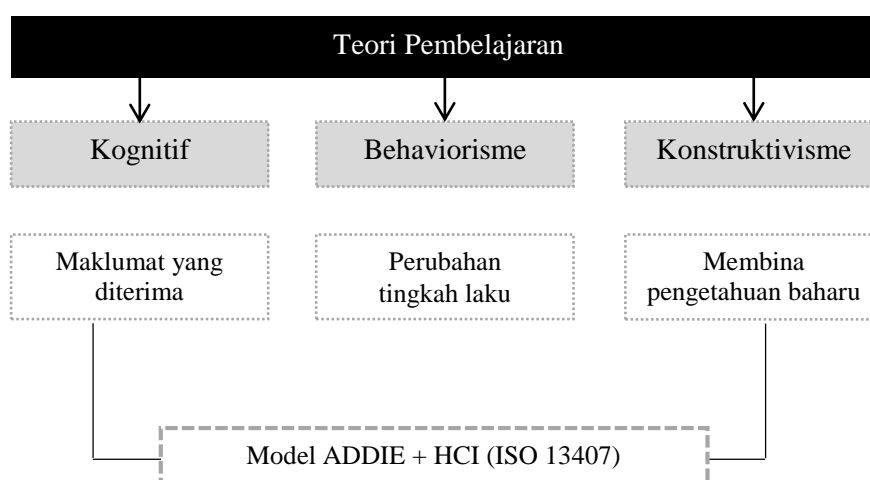 Teori Pembelajaran
Kognitif
Behaviorisme
Konstruktivisme
Maklumat yang
diterima
Perubahan
tingkah laku
Membina
pengetahuan baharu
Model ADDIE + HCI (ISO 13407)